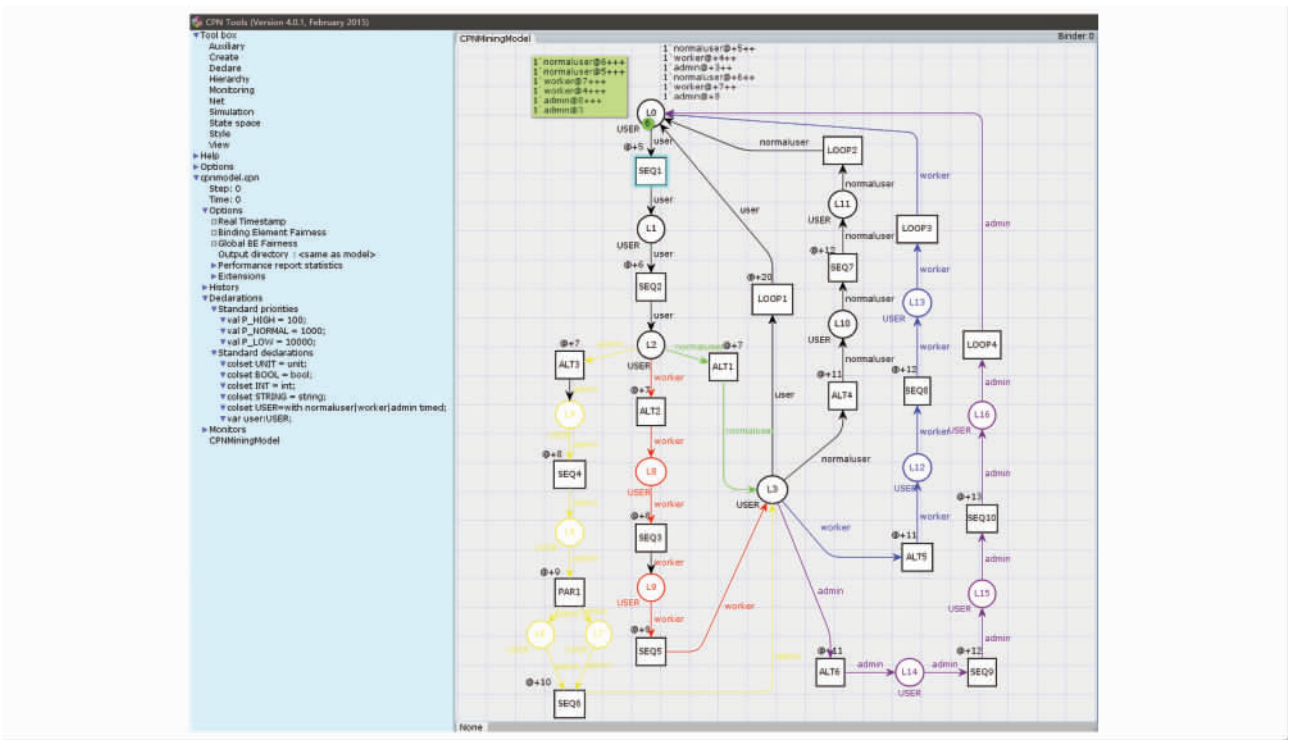 CPN Tools (Version 4.0.1, February 2015)
Tool box
Auxiliary
Create
Declare
Hierarchy
Monitoring
Net
Simulation
State space
Style
View
Help
Options
cpnmodel.cpn
Step: 0
Time: 0
Options
Real Timestamp
Binding Element Fairness
Global BE Fairness
Output directory : <same as model>
Performance report statistics
Extensions
History
Declarations
Standard priorities
val P_HIGH = 100;
val P_NORMAL = 1000;
val P_LOW = 10000;
Standard declarations
colset UNIT = unit;
colset BOOL = bool;
colset INT = int;
colset STRING = string;
colset USER=with normaluser|worker|admin timed;
var user:USER;
Monitors
CPNMiningModel
CPNMiningModel
Binder 0
1`normaluser@+5++
1`worker@+4++
1`admin@+3++
1`normaluser@+6++
1`worker@+7++
1`admin@+8
1`normaluser@6+++
1`normaluser@5+++
1`worker@7+++
1`worker@4+++
1`admin@8+++
1`admin@3
L0
6
USER
user
@+5
SEQ1
user
L1
USER
user
@+6
SEQ2
user
L2
USER
normaluser
LOOP2
normaluser
L11
USER
normaluser
@+12
SEQ7
normaluser
L10
USER
normaluser
@+11
ALT4
normaluser
user
@+20
LOOP1
user
worker
LOOP3
worker
L13
USER
worker
@+12
SEQ8
worker
L12
USER
worker
@+11
ALT5
worker
admin
LOOP4
admin
L16
USER
admin
@+13
SEQ10
admin
L15
USER
admin
@+12
SEQ9
admin
L14
USER
admin
@+11
ALT6
admin
@+7
ALT3
@+8
SEQ4
@+9
PAR1
@+10
SEQ6
worker
@+7
ALT2
worker
L8
USER
worker
@+8
SEQ3
worker
L9
USER
worker
@+9
SEQ5
worker
normaluser
@+7
ALT1
normaluser
L3
USER
None